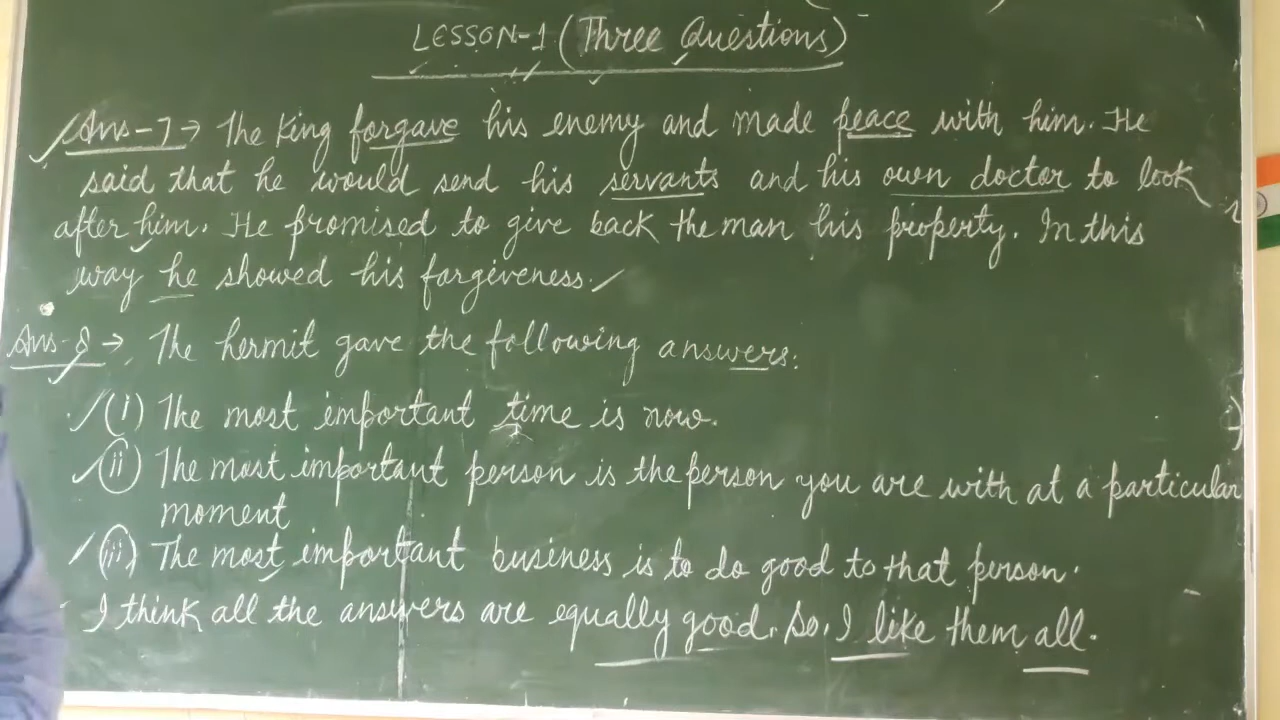 LESSON-1 (Three Questions)
Ans-7→ The King forgave his enemy and made peace with him. He
said that he would send his servants and his own doctor to look
after him. He promised to give back the man his property. In this
way he showed his forgiveness.
Ans-8→ The hermit gave the following answers:
(i) The most important time is now.
(ii) The most important person is the person you are with at a particular
moment
(iii) The most important business is to do good to that person.
I think all the answers are equally good. So, I like them all.